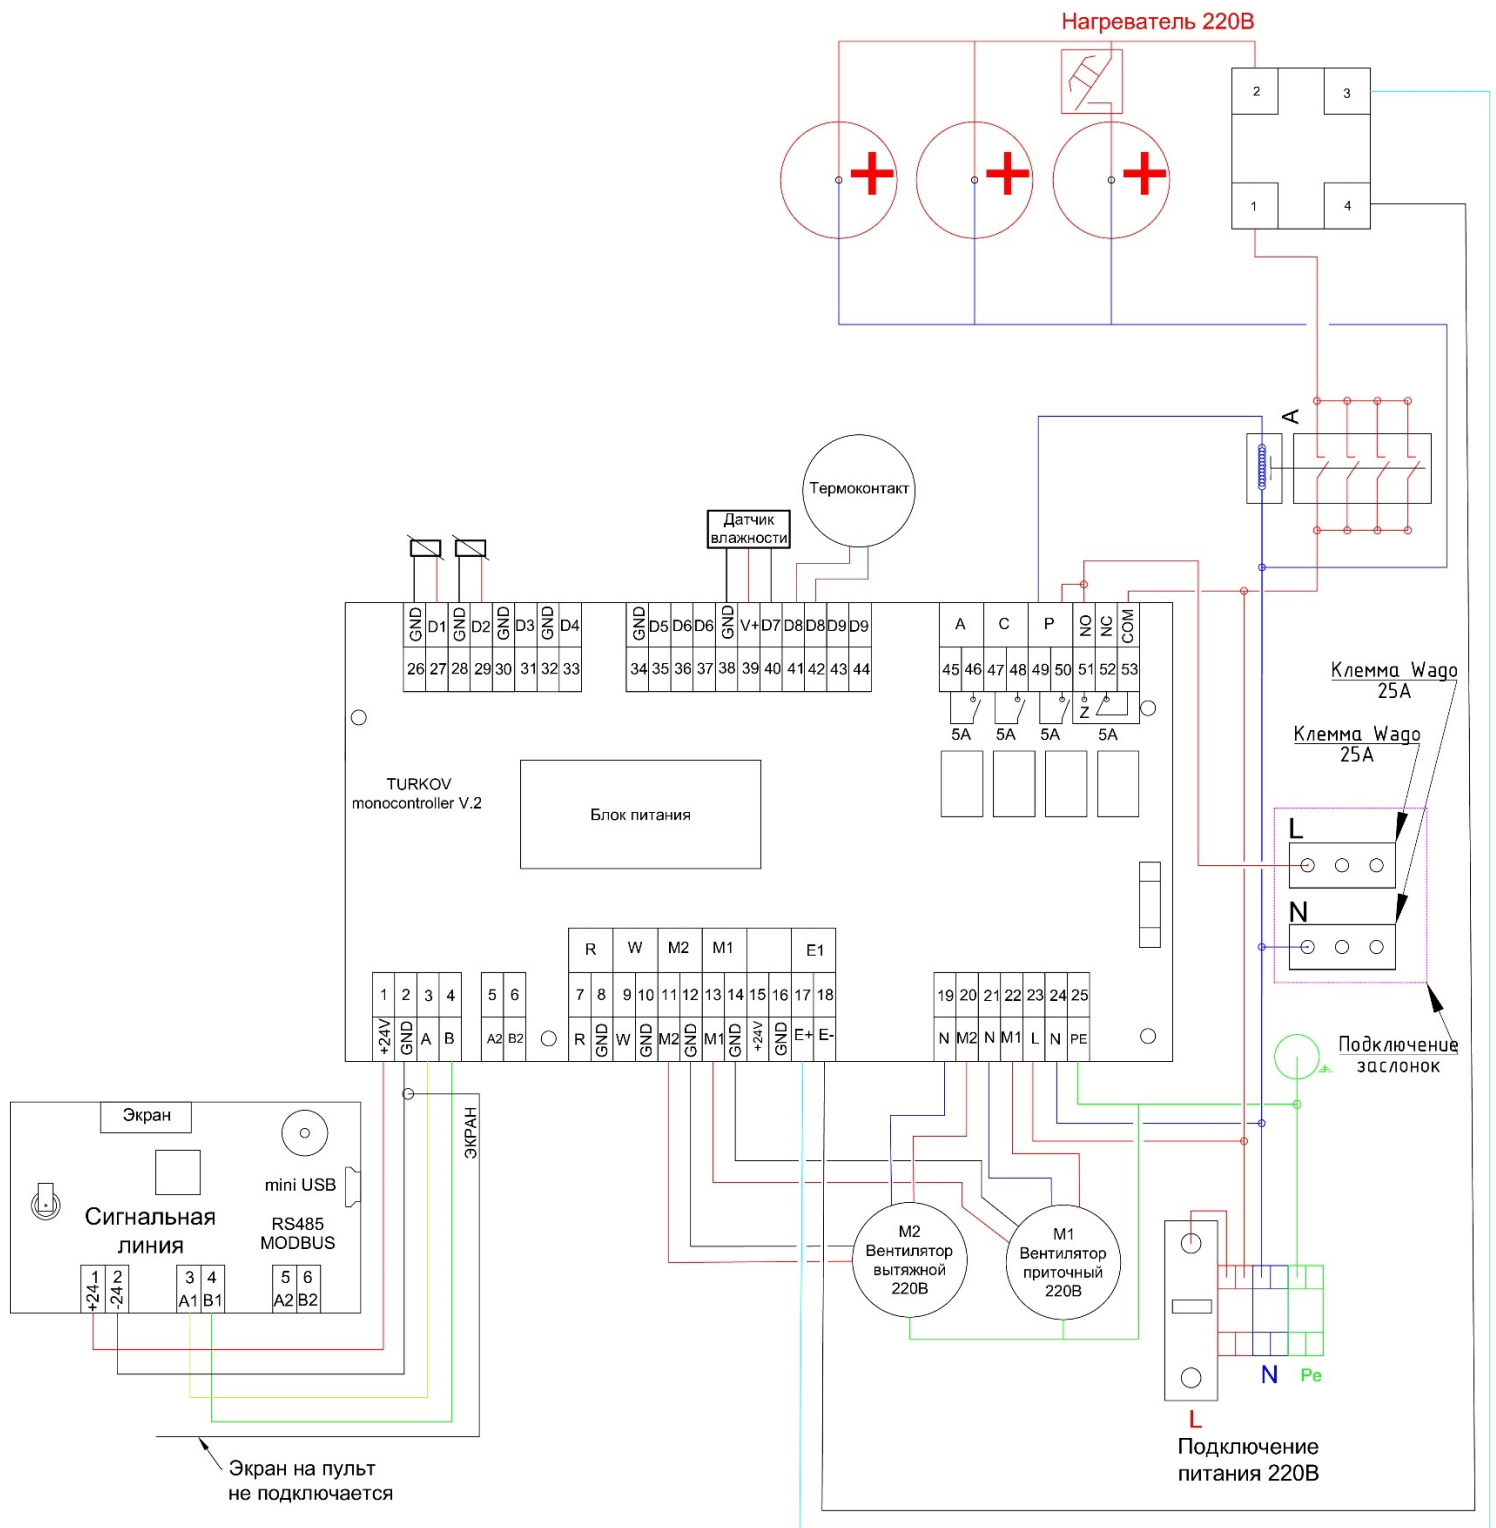 Нагреватель 220В
2
3
1
4
A
Термоконтакт
Датчик
влажности
GND D1 GND D2 GND D3 GND D4
26 27 28 29 30 31 32 33
GND D5 D6 D6 GND V+ D7 D8 D8 D9 D9
34 35 36 37 38 39 40 41 42 43 44
A C P NO NC COM
45 46 47 48 49 50 51 52 53
Z
5A 5A 5A 5A
Клемма Wago
25А
Клемма Wago
25А
TURKOV
monocontroller V.2
Блок питания
L
N
R W M2 M1 E1
1 2 3 4
+24V GND A B
5 6
A2 B2
7 8 9 10 11 12 13 14 15 16 17 18
R GND W GND M2 GND M1 GND +24V GND E+ E-
19 20 21 22 23 24 25
N M2 N M1 L N PE
Подключение
заслонок
Экран
ЭКРАН
mini USB
Сигнальная
линия
RS485
MODBUS
1 2
+24 -24
3 4
A1 B1
5 6
A2 B2
M2
Вентилятор
вытяжной
220В
M1
Вентилятор
приточный
220В
N
Pe
L
Подключение
питания 220В
Экран на пульт
не подключается